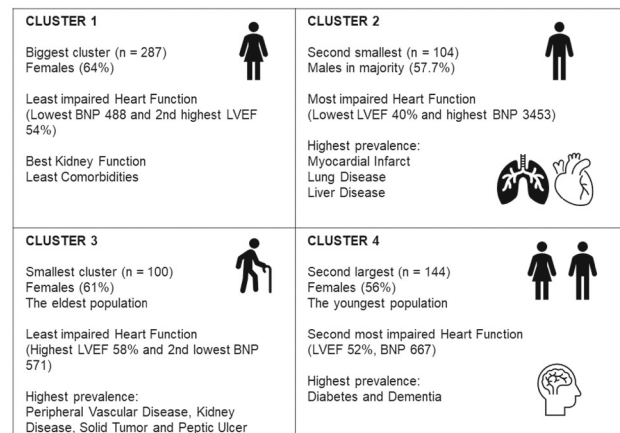 CLUSTER 1
Biggest cluster (n = 287)
Females (64%)
Least impaired Heart Function
(Lowest BNP 488 and 2nd highest LVEF
54%)
Best Kidney Function
Least Comorbidities
CLUSTER 2
Second smallest (n = 104)
Males in majority (57.7%)
Most impaired Heart Function
(Lowest LVEF 40% and highest BNP 3453)
Highest prevalence:
Myocardial Infarct
Lung Disease
Liver Disease
CLUSTER 3
Smallest cluster (n = 100)
Females (61%)
The eldest population
Least impaired Heart Function
(Highest LVEF 58% and 2nd lowest BNP
571)
Highest prevalence:
Peripheral Vascular Disease, Kidney
Disease, Solid Tumor and Peptic Ulcer
CLUSTER 4
Second largest (n = 144)
Females (56%)
The youngest population
Second most impaired Heart Function
(LVEF 52%, BNP 667)
Highest prevalence:
Diabetes and Dementia